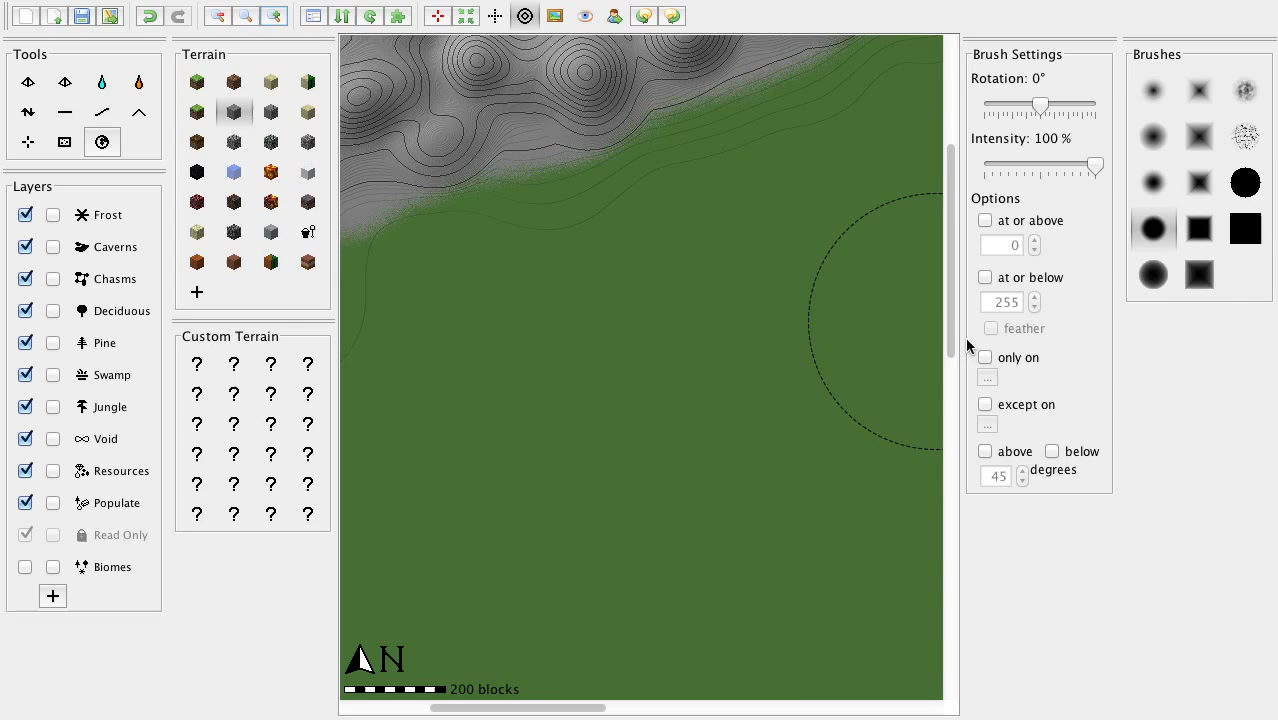 Tools
Terrain
Brush Settings
Brushes
Rotation: 0°
Intensity: 100 %
Layers
Options
Frost
at or above
0
Caverns
Chasms
at or below
255
Deciduous
feather
Custom Terrain
Pine
only on
...
? ? ? ?
Swamp
? ? ? ?
Jungle
except on
...
? ? ? ?
Void
above
below
? ? ? ?
Resources
45
degrees
? ? ? ?
Populate
? ? ? ?
Read Only
Biomes
N
200 blocks